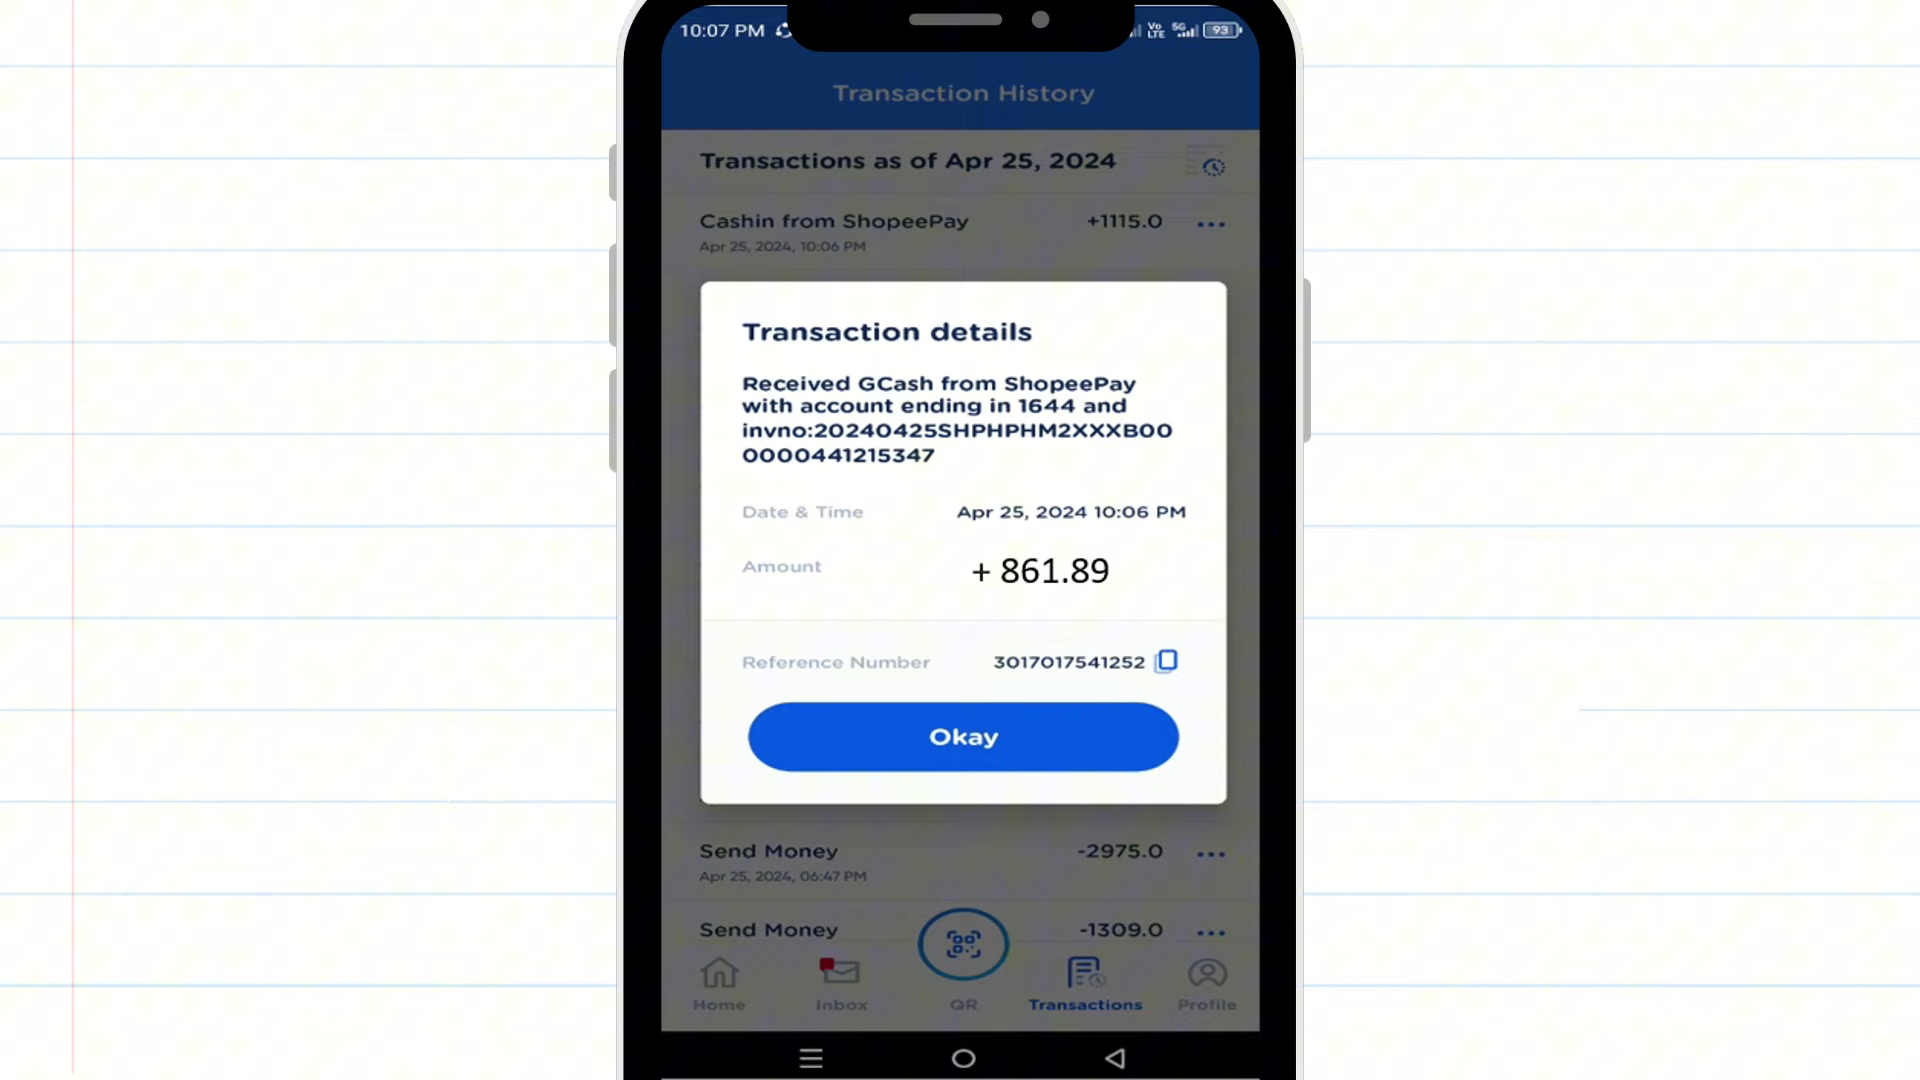 10:07 PM
Vo
LTE
5G
93
Transaction History
Transactions as of Apr 25, 2024
Cashin from ShopeePay +1115.0
Apr 25, 2024, 10:06 PM
Transaction details
Received GCash from ShopeePay
with account ending in 1644 and
invno:20240425SHPHPHM2XXXB00
0000441215347
Date & Time Apr 25, 2024 10:06 PM
Amount + 861.89
Reference Number 3017017541252
Okay
Send Money -2975.0
Apr 25, 2024, 06:47 PM
Send Money -1309.0
Home Inbox QR Transactions Profile